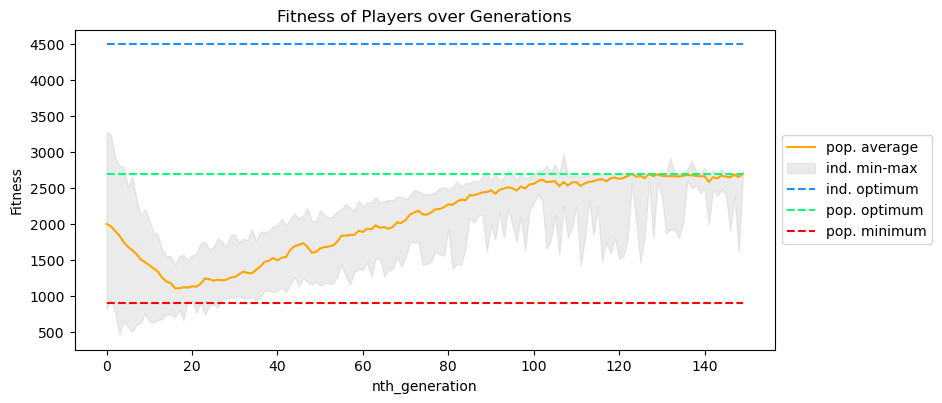 Fitness of Players over Generations
4500
4000
3500
3000
2500
2000
1500
1000
500
Fitness
0
20
40
60
80
100
120
140
nth_generation
pop. average
ind. min-max
ind. optimum
pop. optimum
pop. minimum